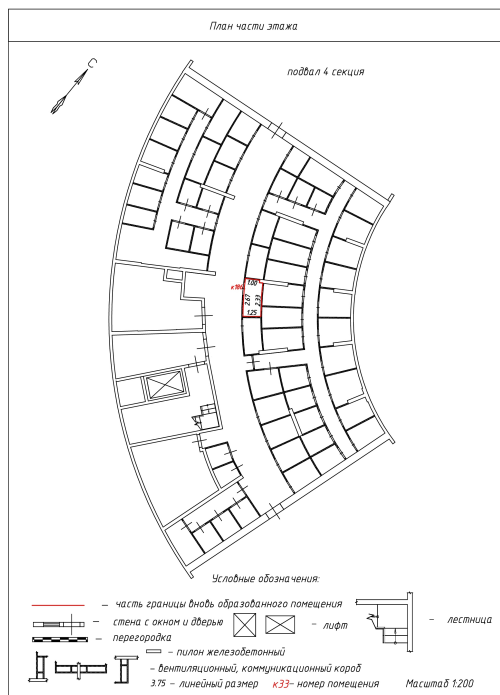 План части этажа
С
подвал 4 секция
1.00
2.67
2.33
1.25
Условные обозначения:
— часть границы вновь образованного помещения
— стена с окном и дверью
— лифт
— лестница
— перегородка
— пилон железобетонный
— вентиляционный, коммуникационный короб
3.75 — линейный размер
к33— номер помещения
Масштаб 1:200